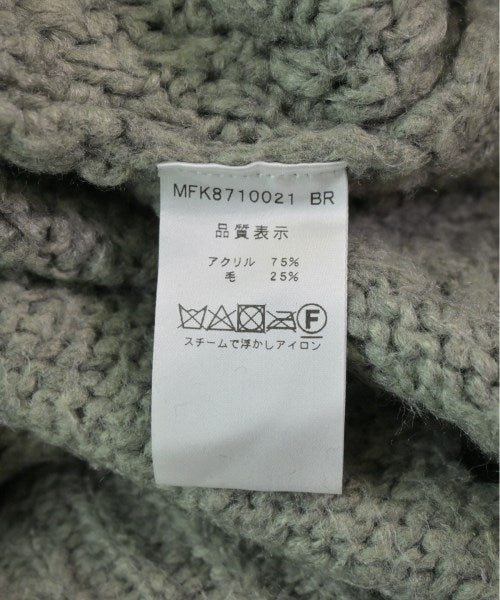 MFK8710021 BR
品質表示
アクリル 75%
毛 25%
F
スチームで浮かしアイロン